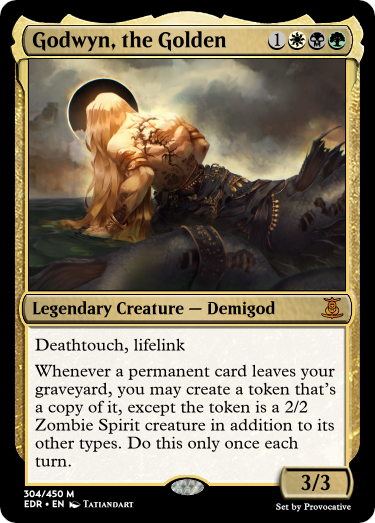 Godwyn, the Golden 1
Legendary Creature — Demigod
Deathtouch, lifelink
Whenever a permanent card leaves your
graveyard, you may create a token that's
a copy of it, except the token is a 2/2
Zombie Spirit creature in addition to its
other types. Do this only once each
turn.
3/3
304/450 M
EDR • EN Tatiandart
Set by Provocative